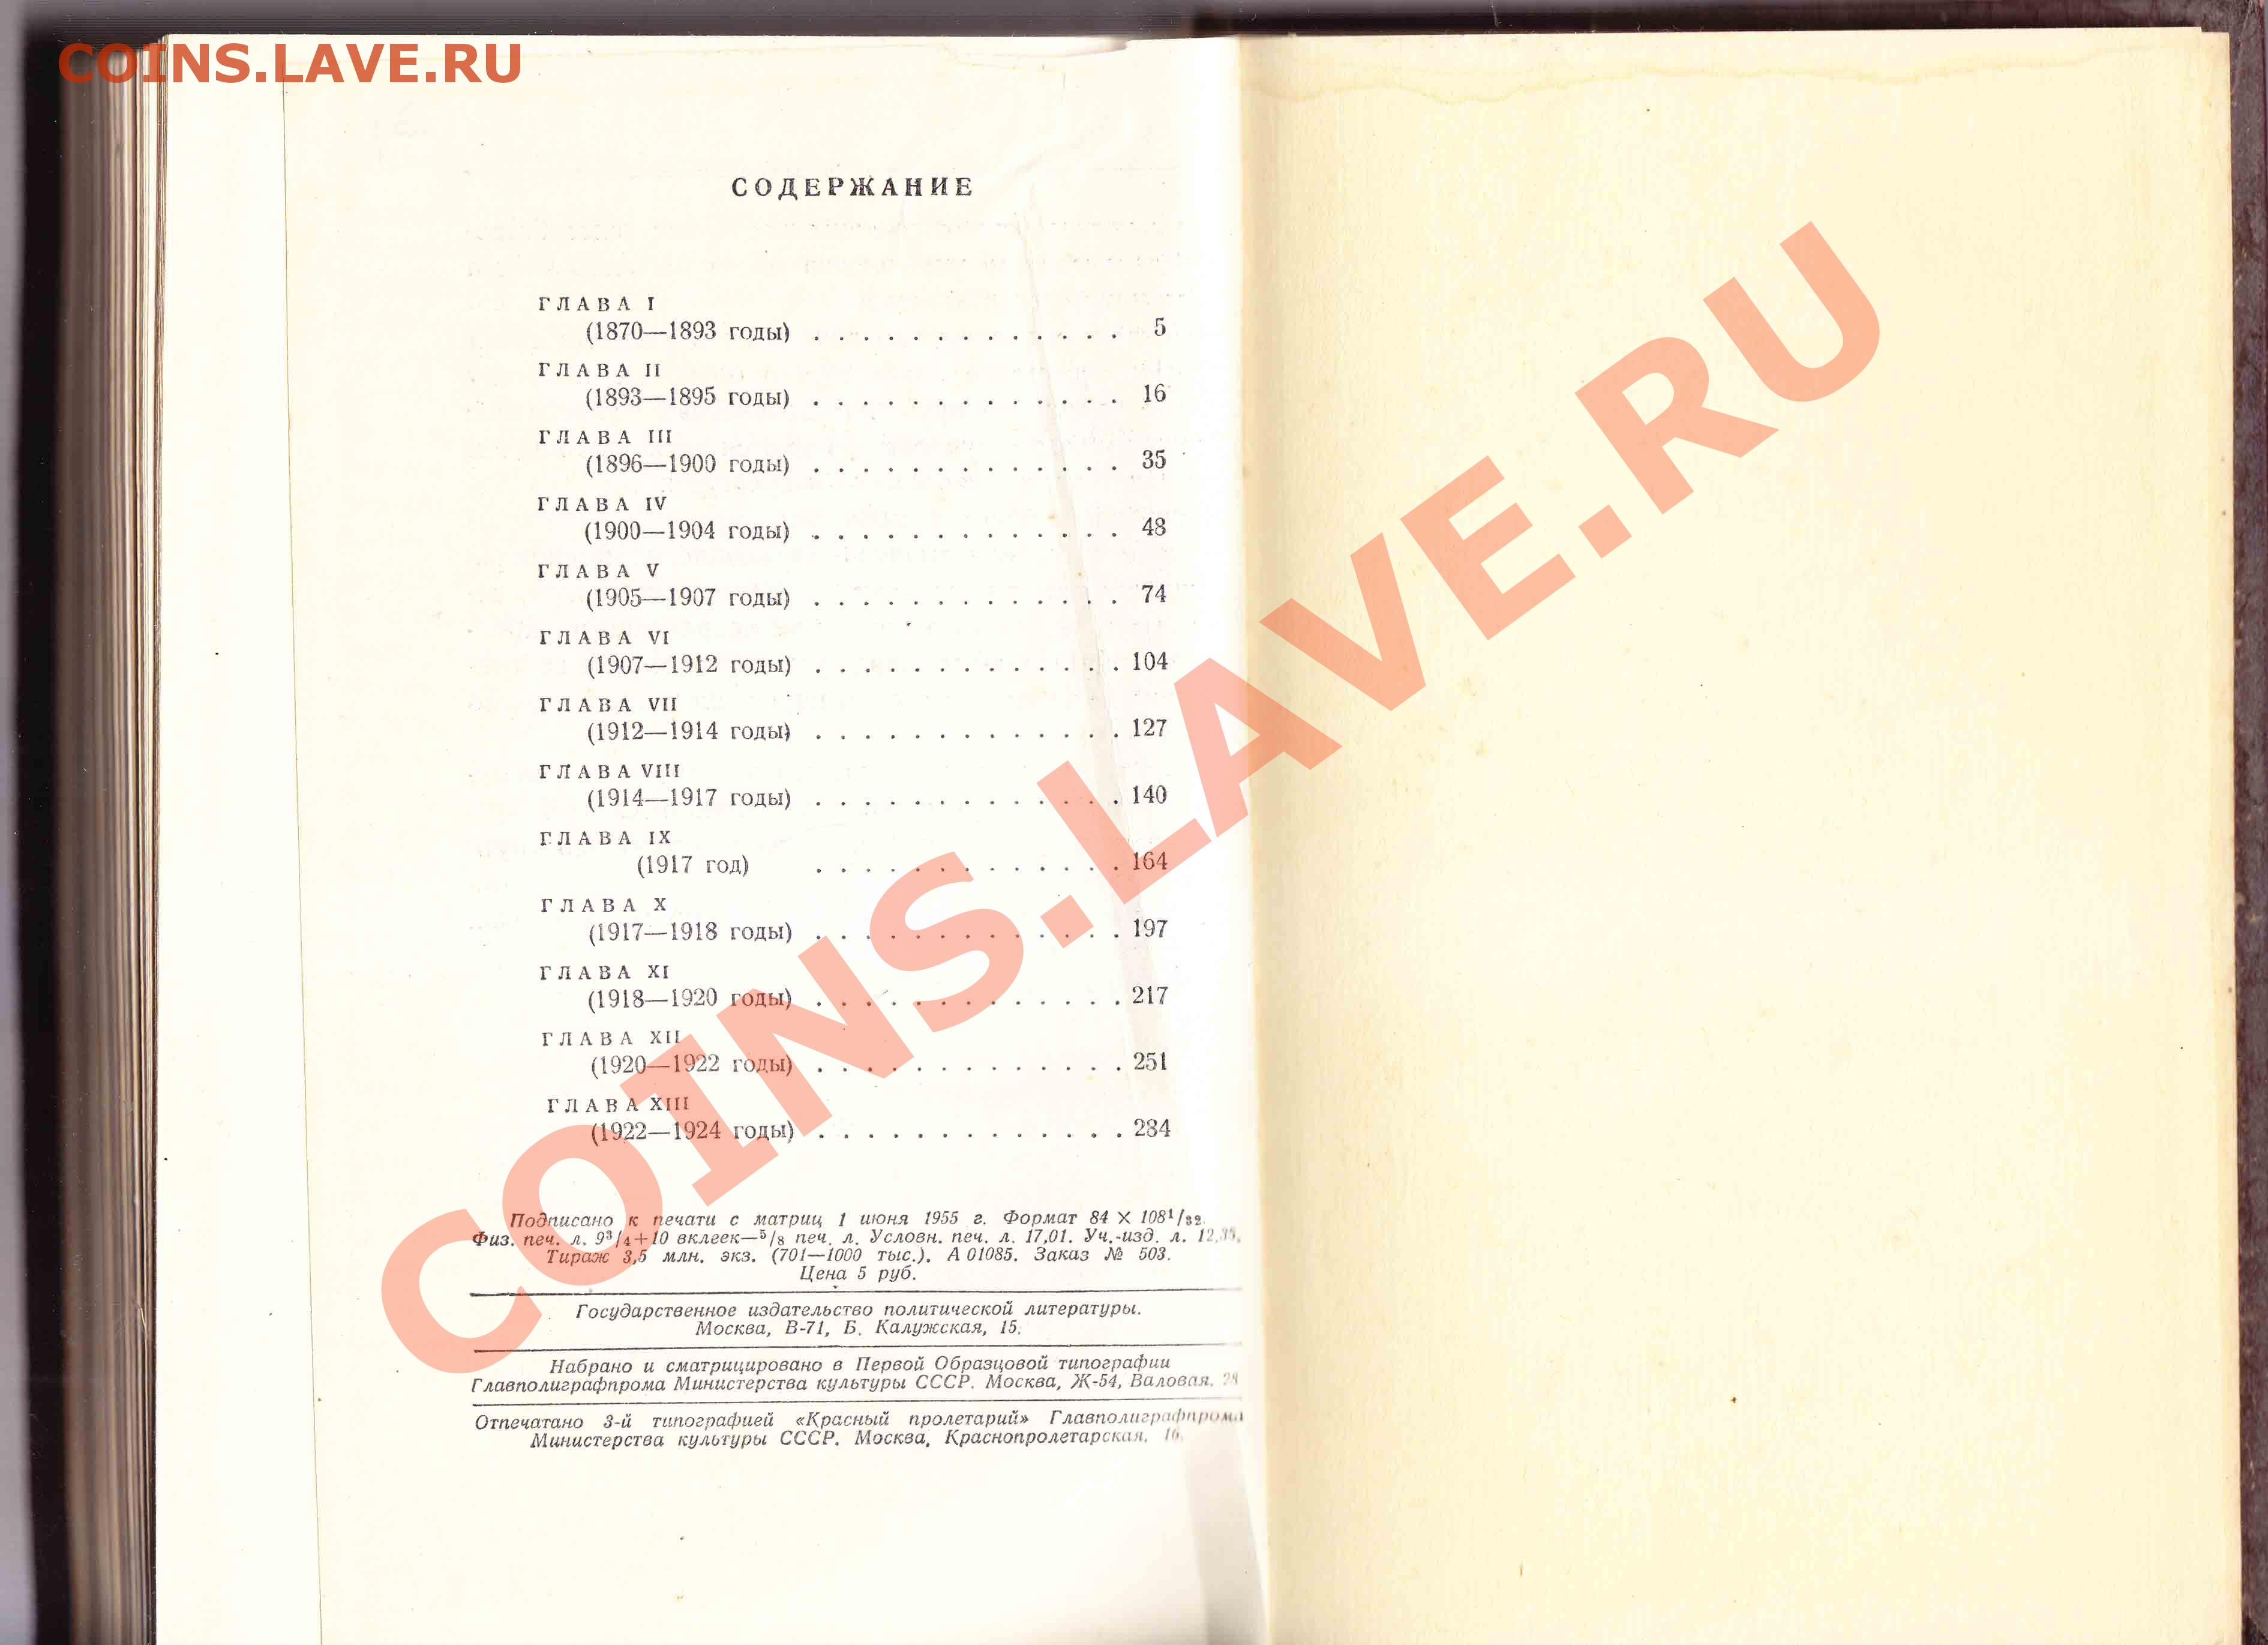 COINS.LAVE.RU
СОДЕРЖАНИЕ
ГЛАВА I
(1870—1893 годы) . . . . . . . . . . . . . 5
ГЛАВА II
(1893—1895 годы) . . . . . . . . . . . . . 16
ГЛАВА III
(1896—1900 годы) . . . . . . . . . . . . . 35
ГЛАВА IV
(1900—1904 годы) . . . . . . . . . . . . . 48
ГЛАВА V
(1905—1907 годы) . . . . . . . . . . . . . 74
ГЛАВА VI
(1907—1912 годы) . . . . . . . . . . . . . 104
ГЛАВА VII
(1912—1914 годы) . . . . . . . . . . . . . 127
ГЛАВА VIII
(1914—1917 годы) . . . . . . . . . . . . . 140
ГЛАВА IX
(1917 год) . . . . . . . . . . . . . 164
ГЛАВА X
(1917—1918 годы) . . . . . . . . . . . . . 197
ГЛАВА XI
(1918—1920 годы) . . . . . . . . . . . . . 217
ГЛАВА XII
(1920—1922 годы) . . . . . . . . . . . . . 251
ГЛАВА XIII
(1922—1924 годы) . . . . . . . . . . . . . 284
Подписано к печати с матриц 1 июня 1955 г. Формат 84 × 108¹/₃₂.
Физ. печ. л. 9³/₄+10 вклеек—⁵/₈ печ. л. Условн. печ. л. 17,01. Уч.-изд. л.
Тираж 3,5 млн. экз. (701—1000 тыс.). А 01085. Заказ № 503.
Цена 5 руб.
Государственное издательство политической литературы.
Москва, В-71, Б. Калужская, 15.
Набрано и сматрицировано в Первой Образцовой типографии
Главполиграфпрома Министерства культуры СССР. Москва, Ж-54, Валовая, 28
Отпечатано 3-й типографией «Красный пролетарий» Главполиграфпрома
Министерства культуры СССР. Москва, Краснопролетарская, 16.
COINS.LAVE.RU